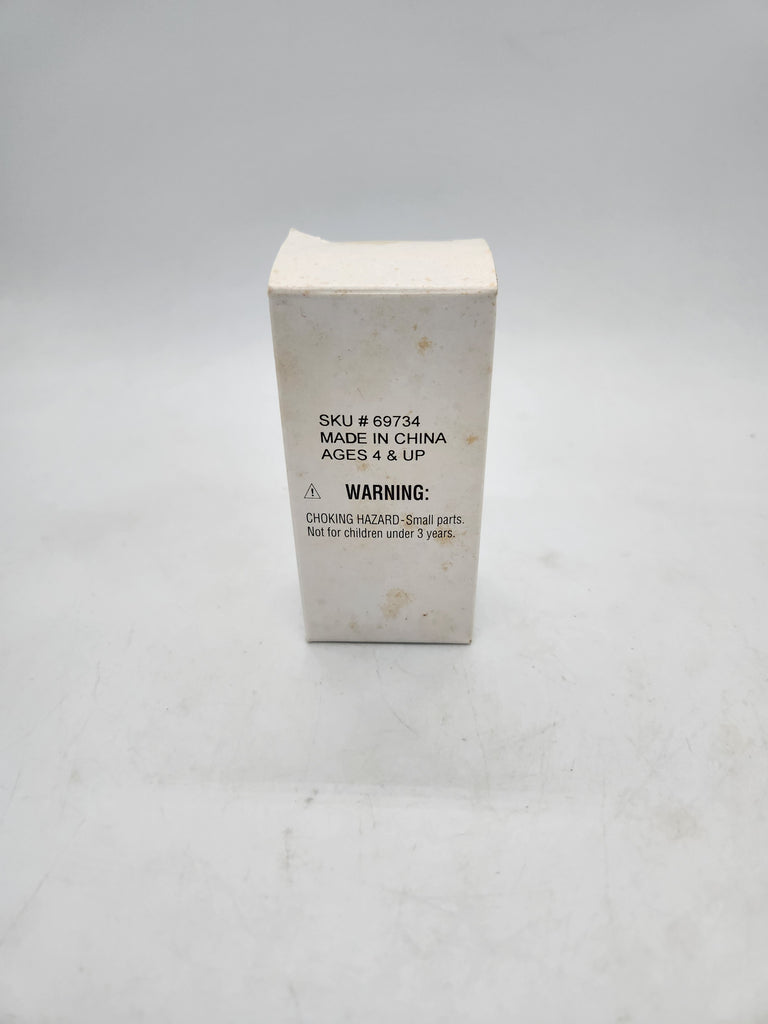 SKU # 69734
MADE IN CHINA
AGES 4 & UP
WARNING:
CHOKING HAZARD-Small parts.
Not for children under 3 years.